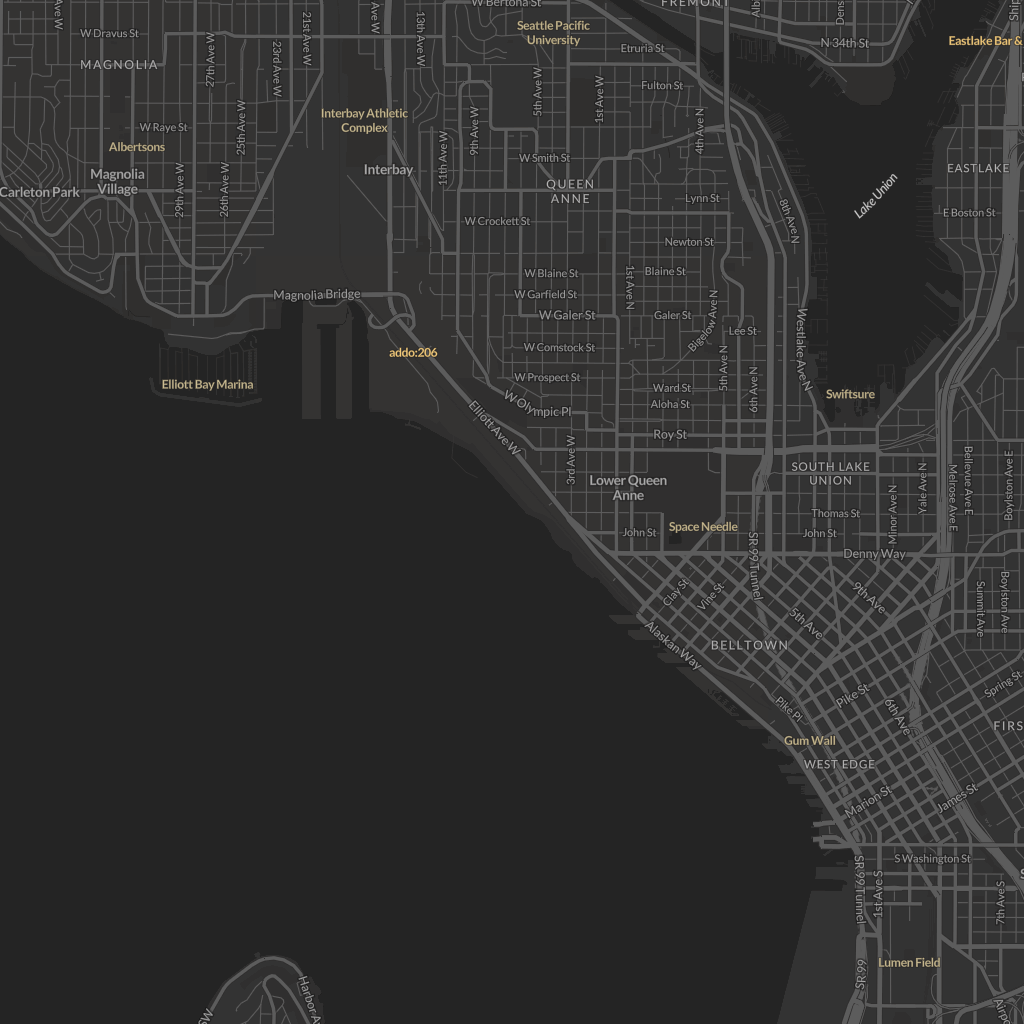 W Bertona St
FREMONT
Seattle Pacific
University
Eastlake Bar &
W Dravus St
21st Ave W
13th Ave W
N 34th St
Etruria St
MAGNOLIA
27th Ave W
23rd Ave W
5th Ave W
1st Ave W
Fulton St
Interbay Athletic
Complex
25th Ave W
W Raye St
9th Ave W
4th Ave N
Albertsons
11th Ave W
W Smith St
Interbay
Magnolia
Village
Carleton Park
29th Ave W
26th Ave W
QUEEN
ANNE
EASTLAKE
Lake Union
Lynn St
8th Ave N
E Boston St
W Crockett St
Newton St
W Blaine St
Blaine St
1st Ave N
Magnolia Bridge
W Garfield St
W Galer St
Galer St
Bigelow Ave N
Lee St
Westlake Ave N
addo:206
W Comstock St
5th Ave N
6th Ave N
Elliott Bay Marina
W Prospect St
Ward St
Aloha St
Swiftsure
W Olympic Pl
Elliott Ave W
Roy St
3rd Ave W
Lower Queen
Anne
SOUTH LAKE
UNION
Yale Ave N
Minor Ave N
Melrose Ave E
Bellevue Ave E
Boylston Ave E
Thomas St
Space Needle
John St
John St
Denny Way
SR 99 Tunnel
Clay St
Vine St
9th Ave
5th Ave
Summit Ave
Boylston Ave
Alaskan Way
BELLTOWN
Pike St
Spring St
Pike Pl
6th Ave
FIRS
Gum Wall
WEST EDGE
Marion St
James St
S Washington St
SR 99 Tunnel
1st Ave S
7th Ave S
Lumen Field
SR 99
Harbor A
SW
Airpo